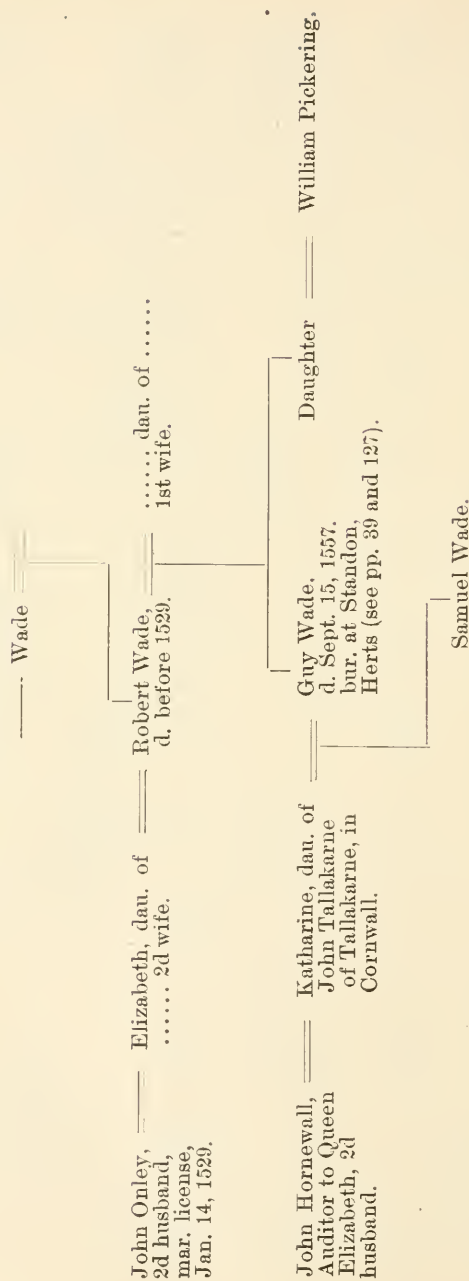 —— Wade
John Onley,
2d husband,
mar. license,
Jan. 14, 1529.
Elizabeth, dau. of
...... 2d wife.
Robert Wade,
d. before 1529.
...... dau. of ......
1st wife.
John Hornewall,
Auditor to Queen
Elizabeth, 2d
husband.
Katharine, dau. of
John Tallakarne
of Tallakarne, in
Cornwall.
Guy Wade,
d. Sept. 15, 1557.
bur. at Standon,
Herts (see pp. 39 and 127).
Daughter
William Pickering.
Samuel Wade.